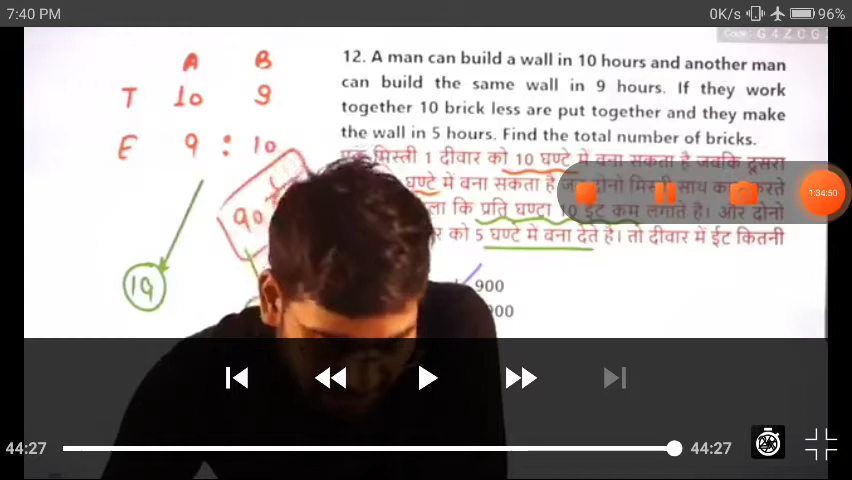 7:40 PM
0K/s 96%
Code: G 4 Z C G
A B
T 10 9
E 9 : 10
90
19
12. A man can build a wall in 10 hours and another man
can build the same wall in 9 hours. If they work
together 10 brick less are put together and they make
the wall in 5 hours. Find the total number of bricks.
एक मिस्त्री 1 दीवार को 10 घण्टे में बना सकता है जबकि दूसरा
घण्टे में बना सकता है
कि प्रति घण्टा 10 ईंट कम लगाते है। और दोनो
को 5 घण्टे में बना देते है। तो दीवार में ईंट कितनी
900
00
1:34:50
44:27
44:27